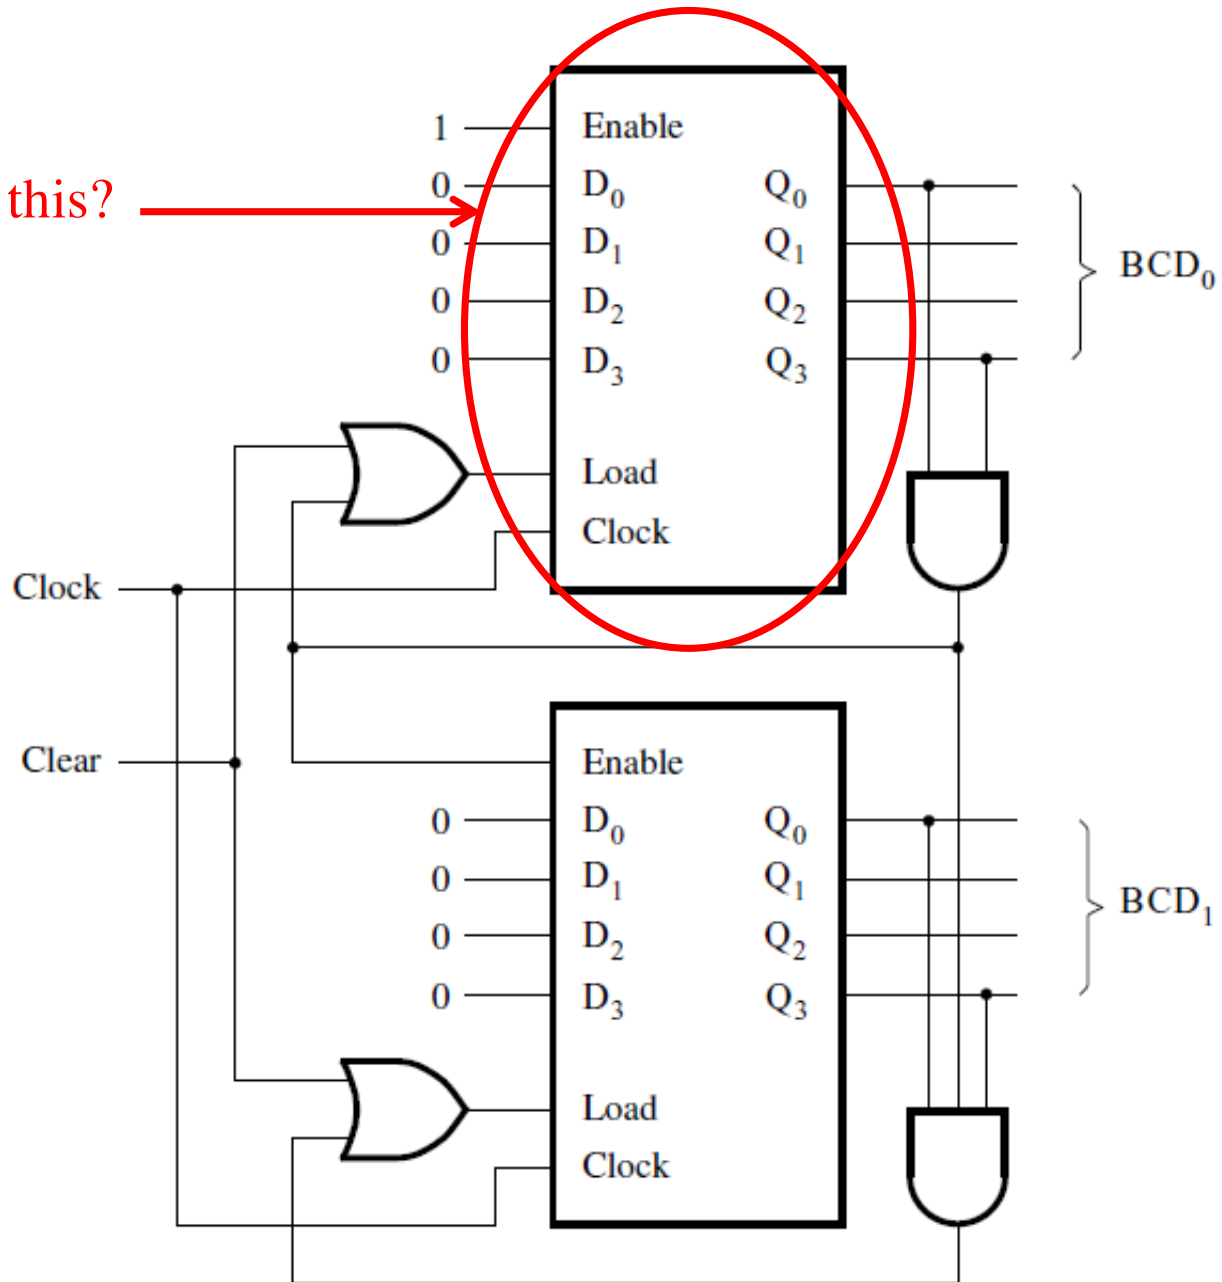 1 Enable
this? 0 D0 Q0
0 D1 Q1 BCD0
0 D2 Q2
0 D3 Q3
Load
Clock
Clock
Clear Enable
0 D0 Q0
0 D1 Q1 BCD1
0 D2 Q2
0 D3 Q3
Load
Clock